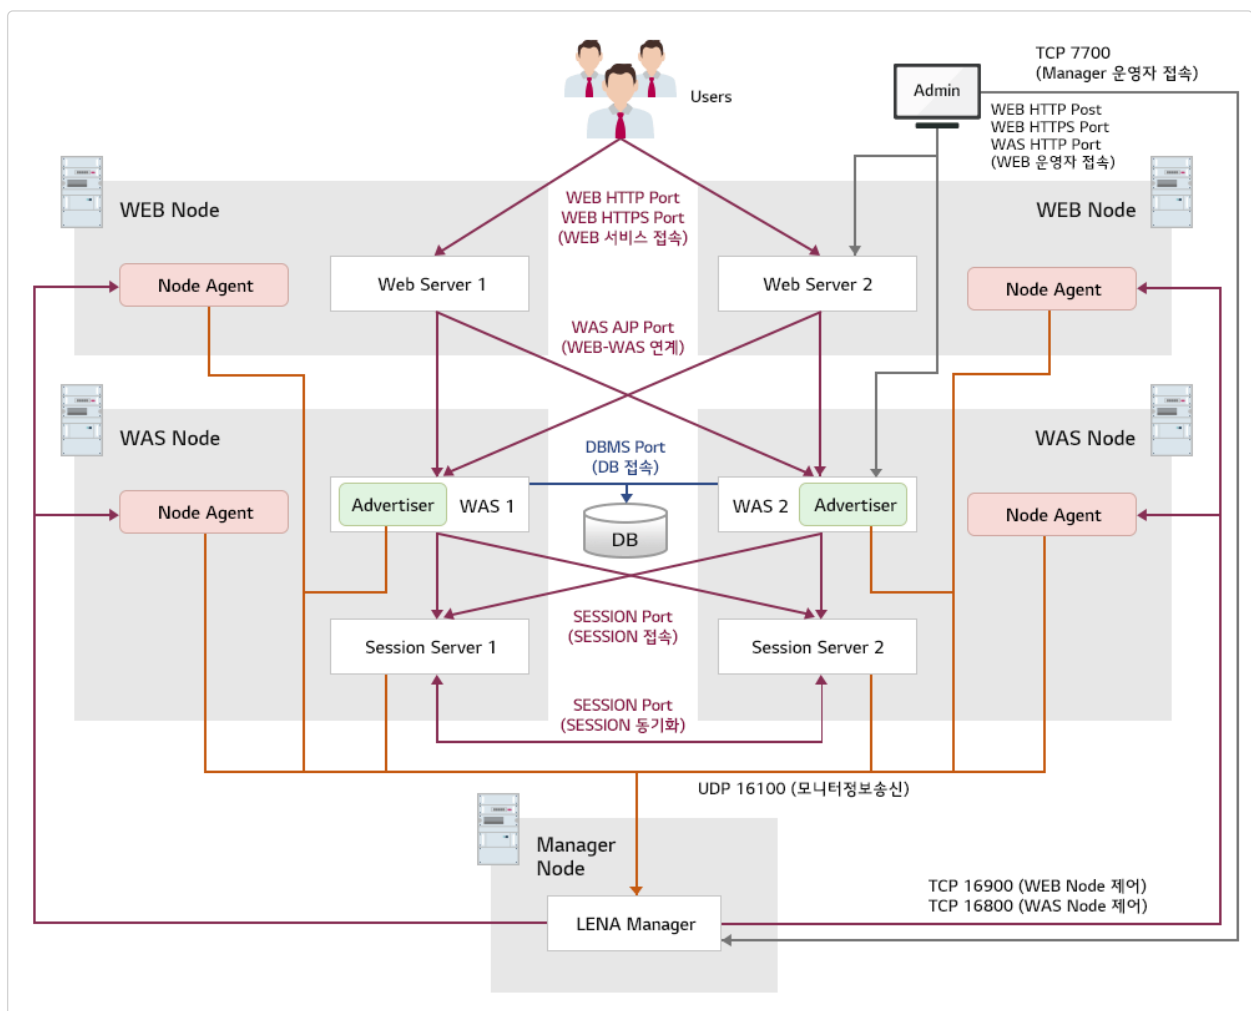 TCP 7700
(Manager 운영자 접속)
Admin
Users
WEB HTTP Post
WEB HTTPS Port
WAS HTTP Port
(WEB 운영자 접속)
WEB Node
WEB HTTP Port
WEB HTTPS Port
(WEB 서비스 접속)
WEB Node
Node Agent
Web Server 1
Web Server 2
Node Agent
WAS AJP Port
(WEB-WAS 연계)
WAS Node
DBMS Port
(DB 접속)
WAS Node
Node Agent
Advertiser
WAS 1
DB
WAS 2
Advertiser
Node Agent
SESSION Port
(SESSION 접속)
Session Server 1
Session Server 2
SESSION Port
(SESSION 동기화)
UDP 16100 (모니터정보송신)
Manager
Node
LENA Manager
TCP 16900 (WEB Node 제어)
TCP 16800 (WAS Node 제어)